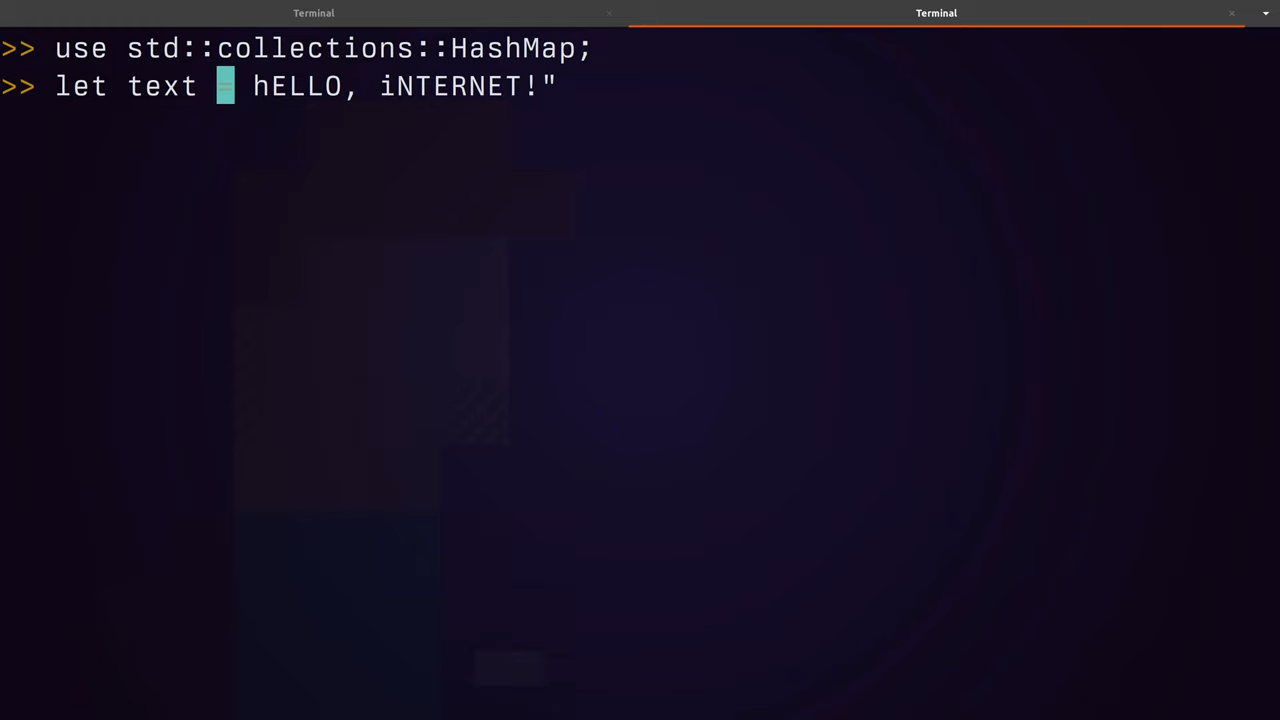 Terminal × Terminal ×
>> use std::collections::HashMap;
>> let text = hELLO, iNTERNET!"